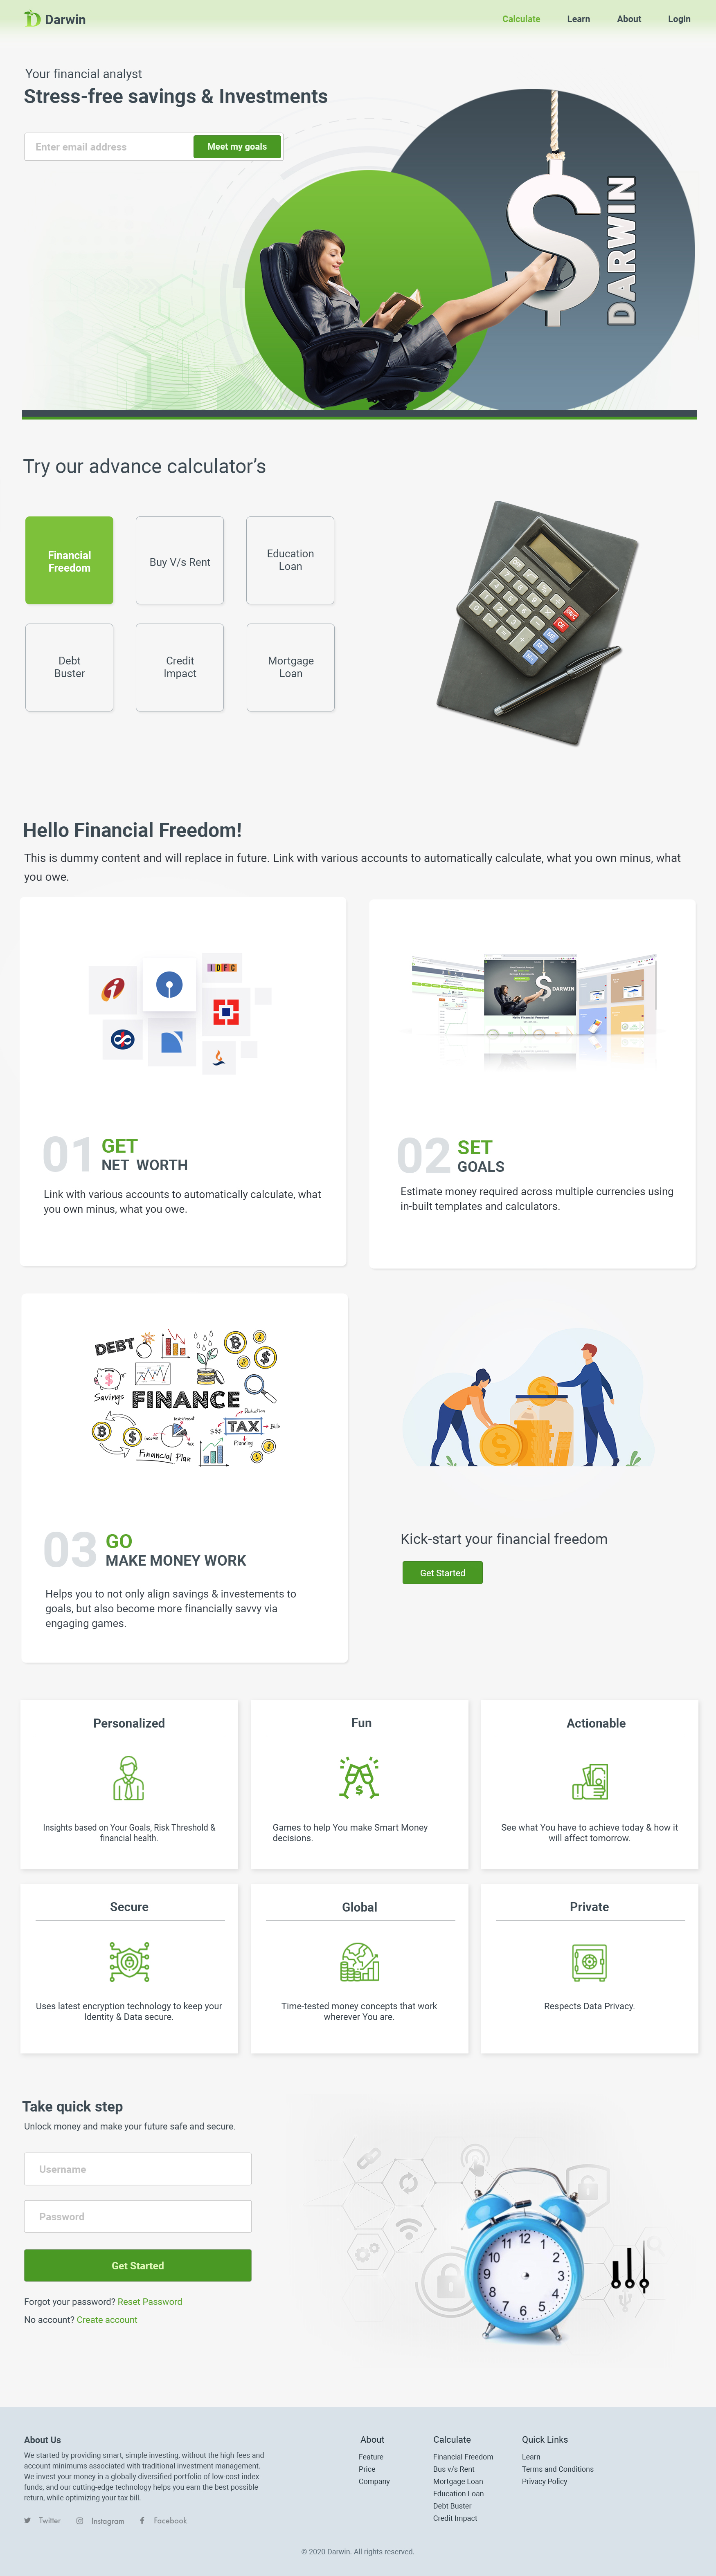 Darwin
Calculate
Learn
About
Login
Your financial analyst
Stress-free savings & Investments
Enter email address
Meet my goals
DARWIN
Try our advance calculator's
Financial
Freedom
Buy V/s Rent
Education
Loan
Debt
Buster
Credit
Impact
Mortgage
Loan
Hello Financial Freedom!
This is dummy content and will replace in future. Link with various accounts to automatically calculate, what you own minus, what
you owe.
IDFC
DARWIN
01 GET
NET WORTH
Link with various accounts to automatically calculate, what
you own minus, what you owe.
02 SET
GOALS
Estimate money required across multiple currencies using
in-built templates and calculators.
DEBT
Savings
FINANCE
TAX
Financial Plan
03 GO
MAKE MONEY WORK
Helps you to not only align savings & investements to
goals, but also become more financially savvy via
engaging games.
Kick-start your financial freedom
Get Started
Personalized
Insights based on Your Goals, Risk Threshold &
financial health.
Fun
Games to help You make Smart Money
decisions.
Actionable
See what You have to achieve today & how it
will affect tomorrow.
Secure
Uses latest encryption technology to keep your
Identity & Data secure.
Global
Time-tested money concepts that work
wherever You are.
Private
Respects Data Privacy.
Take quick step
Unlock money and make your future safe and secure.
Username
Password
Get Started
Forgot your password? Reset Password
No account? Create account
12
1
2
3
4
5
6
7
8
9
10
11
About Us
We started by providing smart, simple investing, without the high fees and
account minimums associated with traditional investment management.
We invest your money in a globally diversified portfolio of low-cost index
funds, and our cutting-edge technology helps you earn the best possible
return, while optimizing your tax bill.
Twitter
Instagram
Facebook
About
Feature
Price
Company
Calculate
Financial Freedom
Bus v/s Rent
Mortgage Loan
Education Loan
Debt Buster
Credit Impact
Quick Links
Learn
Terms and Conditions
Privacy Policy
© 2020 Darwin. All rights reserved.